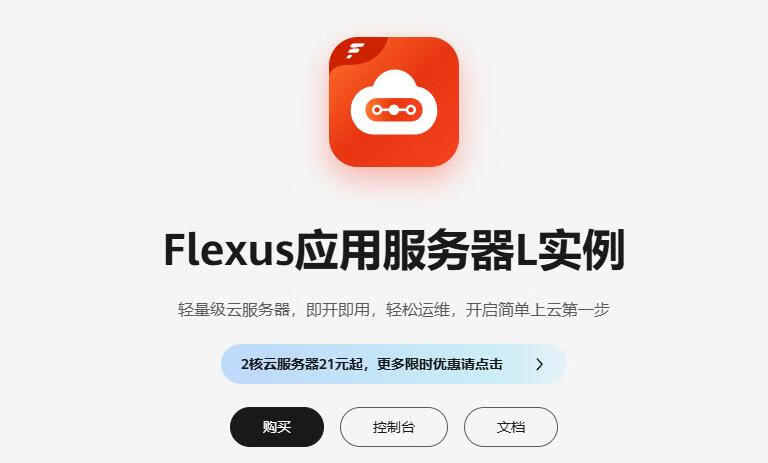 Flexus应用服务器L实例
轻量级云服务器，即开即用，轻松运维，开启简单上云第一步
2核云服务器21元起，更多限时优惠请点击
购买
控制台
文档